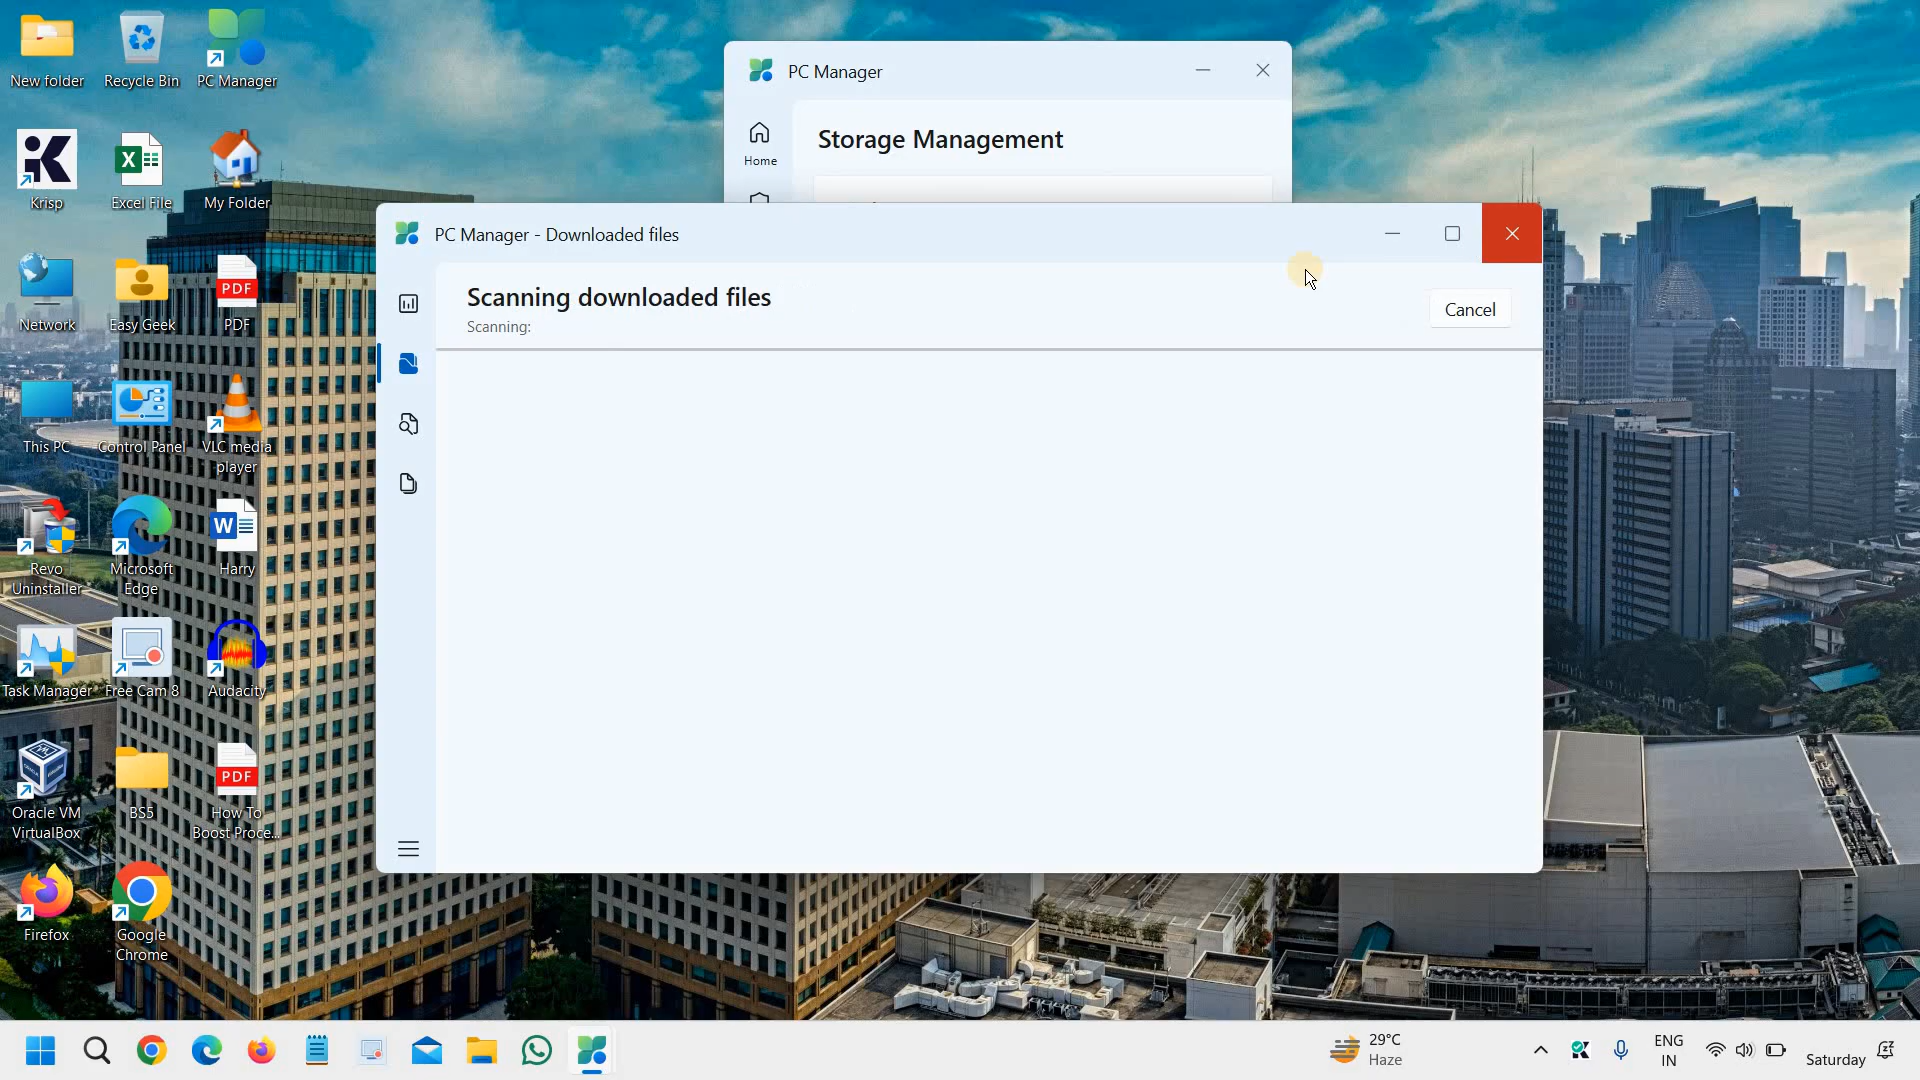 New folder
Recycle Bin
PC Manager
Krisp
Excel File
My Folder
Network
Easy Geek
PDF
PDF
This PC
Control Panel
VLC media
player
Revo
Uninstaller
Microsoft
Edge
W
Harry
Task Manager
Free Cam 8
Audacity
Oracle VM
VirtualBox
BS5
PDF
How To
Boost Proce...
Firefox
Google
Chrome
PC Manager
Home
Storage Management
PC Manager - Downloaded files
Scanning downloaded files
Scanning:
Cancel
29°C
Haze
ENG
IN
Saturday